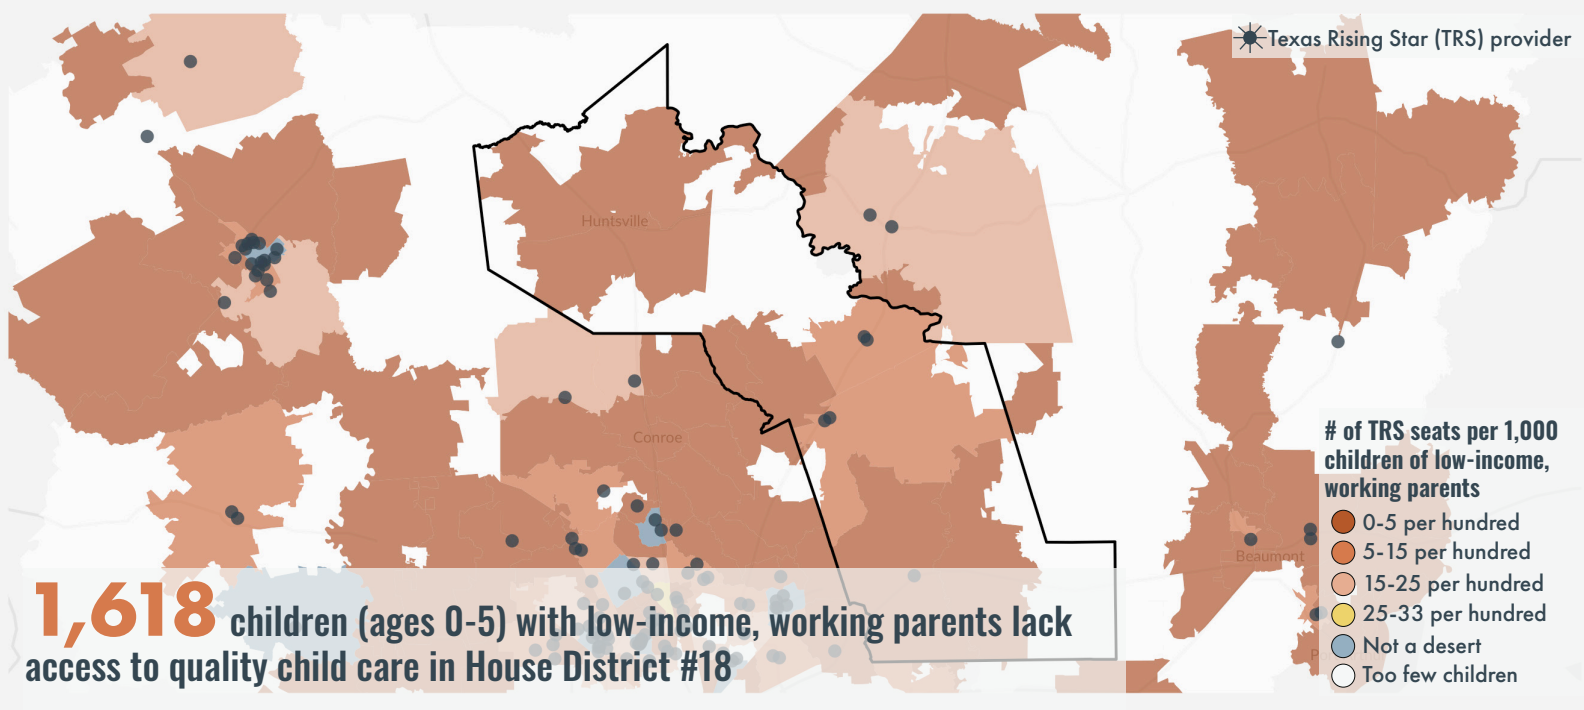 Texas Rising Star (TRS) provider
Huntsville
Conroe
# of TRS seats per 1,000
children of low-income,
working parents
0-5 per hundred
5-15 per hundred
15-25 per hundred
25-33 per hundred
Not a desert
Too few children
Beaumont
1,618 children (ages 0-5) with low-income, working parents lack
access to quality child care in House District #18